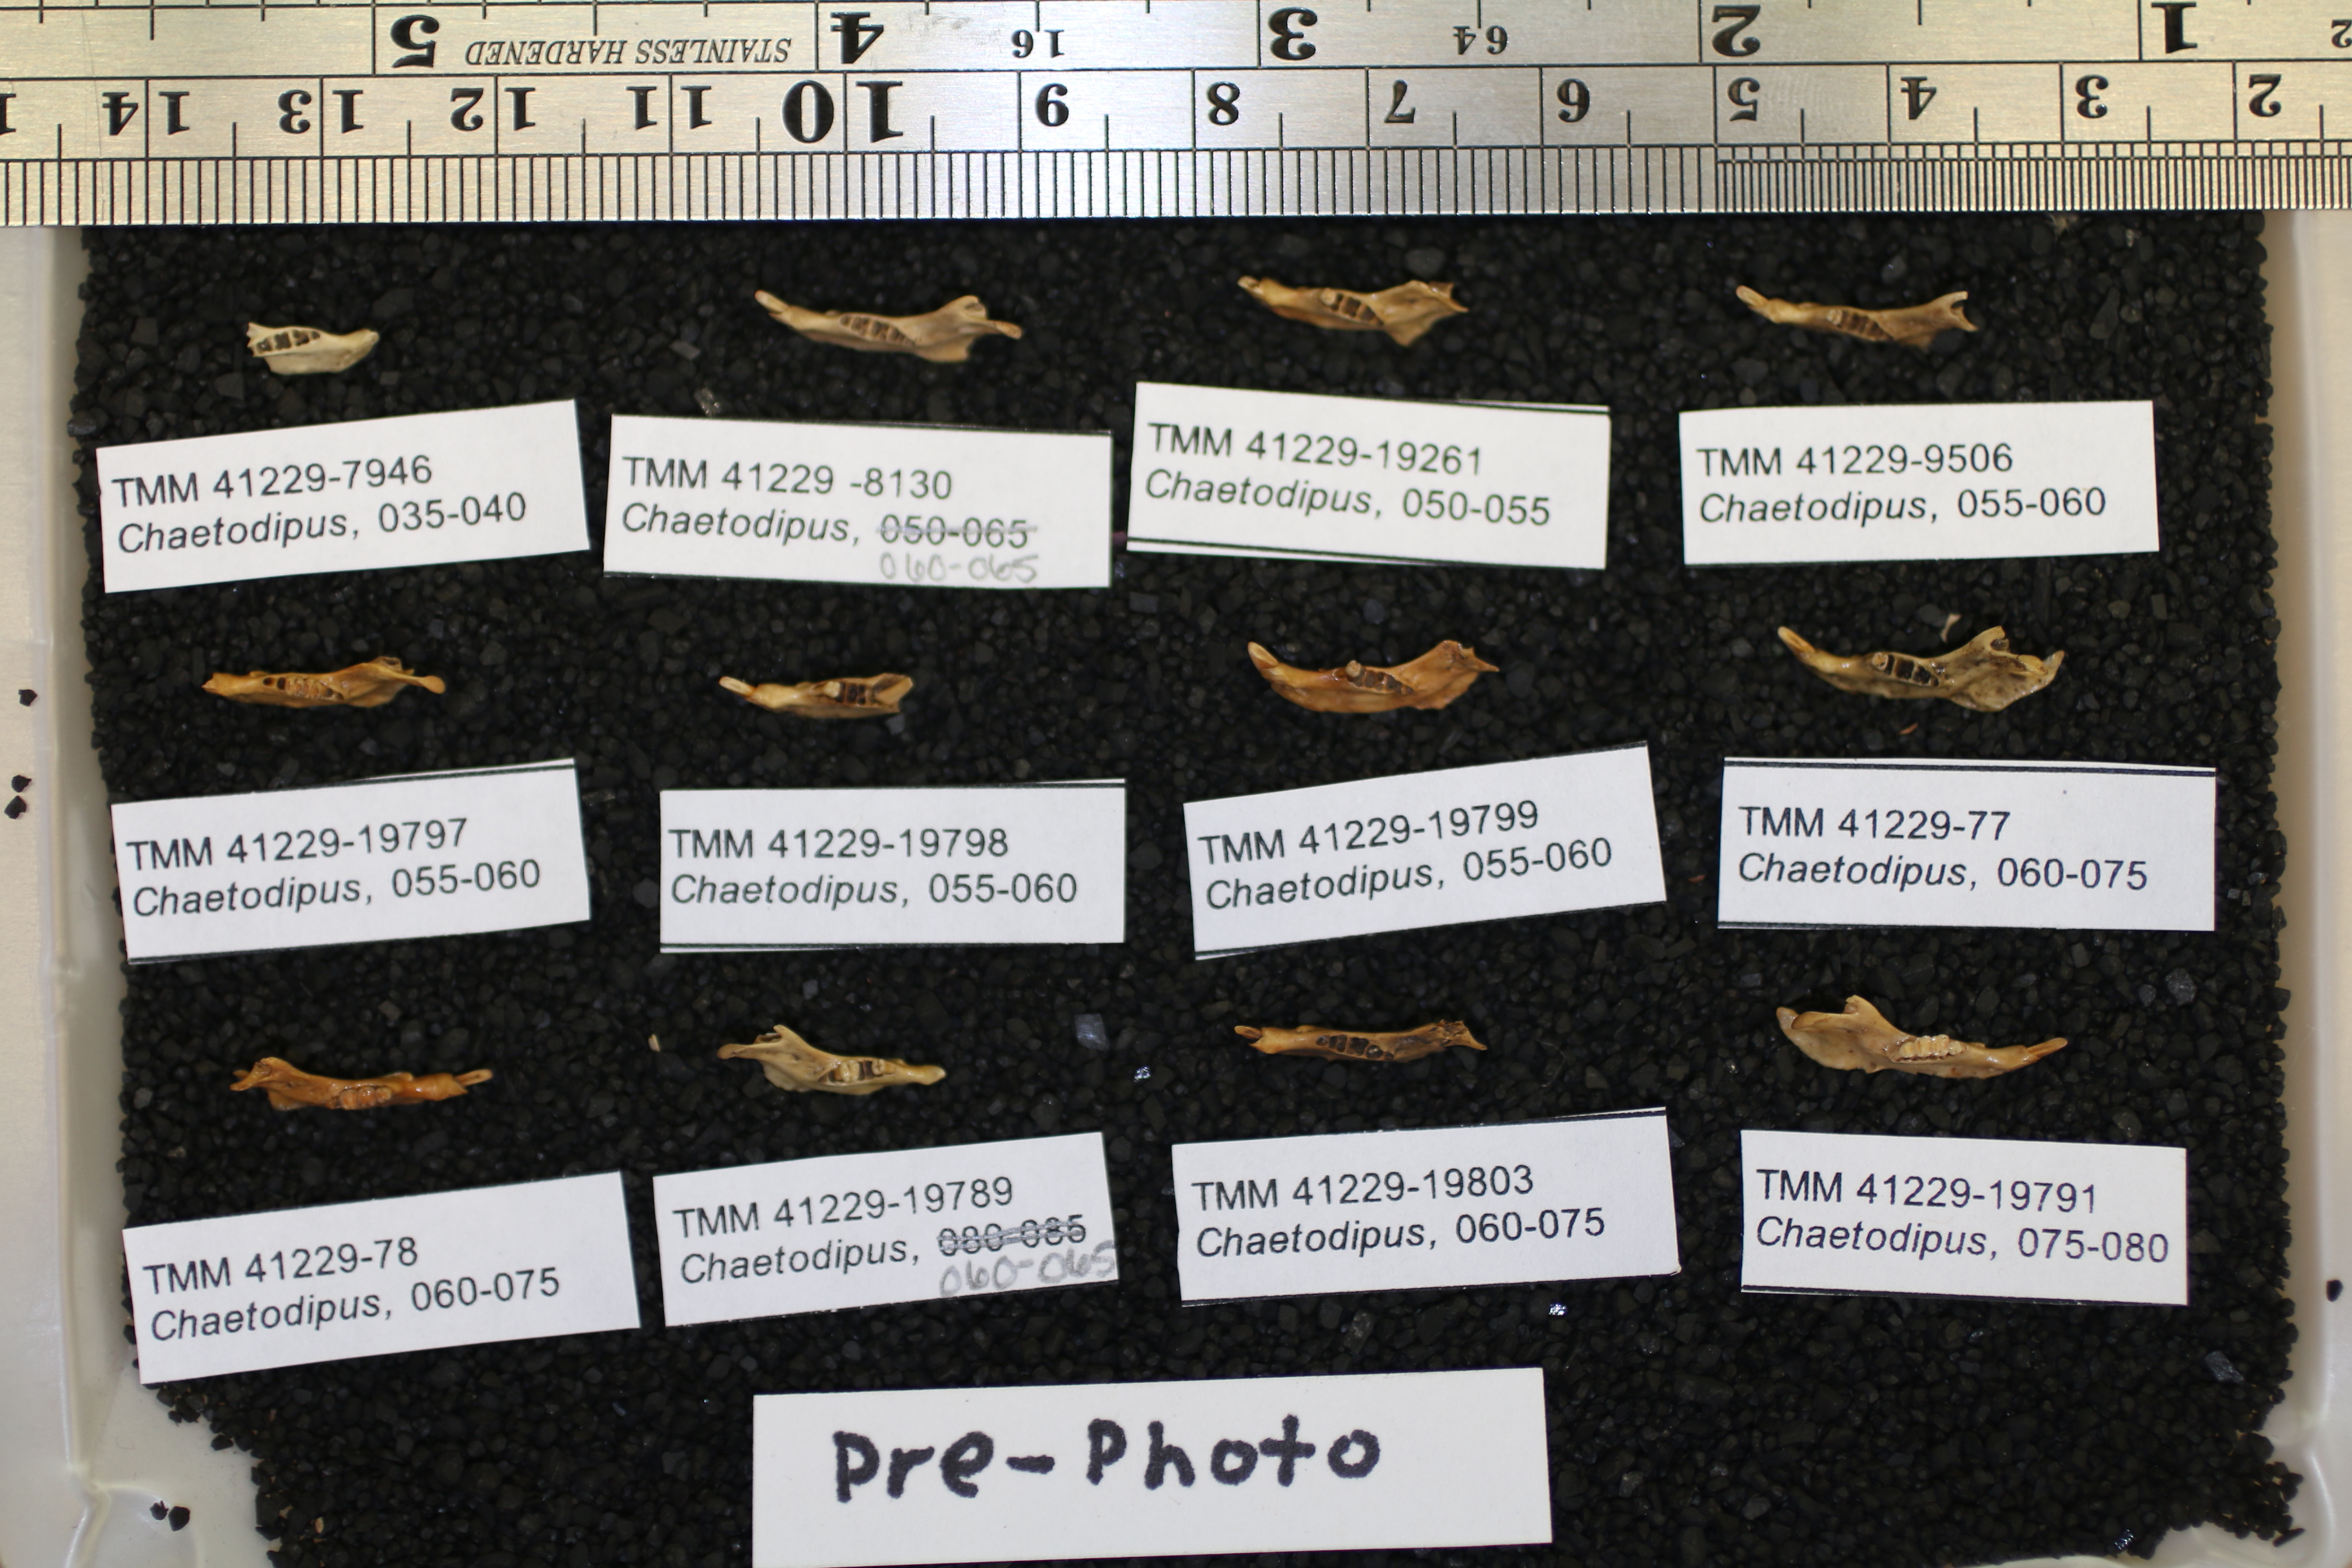 5 STAINLESS HARDENED 4 16 3 64 2 1 2
14 13 12 11 10 9 8 7 6 5 4 3 2
TMM 41229-7946
Chaetodipus, 035-040
TMM 41229 -8130
Chaetodipus, 050-065
060-065
TMM 41229-19261
Chaetodipus, 050-055
TMM 41229-9506
Chaetodipus, 055-060
TMM 41229-19797
Chaetodipus, 055-060
TMM 41229-19798
Chaetodipus, 055-060
TMM 41229-19799
Chaetodipus, 055-060
TMM 41229-77
Chaetodipus, 060-075
TMM 41229-78
Chaetodipus, 060-075
TMM 41229-19789
Chaetodipus, 080-085
060-065
TMM 41229-19803
Chaetodipus, 060-075
TMM 41229-19791
Chaetodipus, 075-080
Pre-Photo